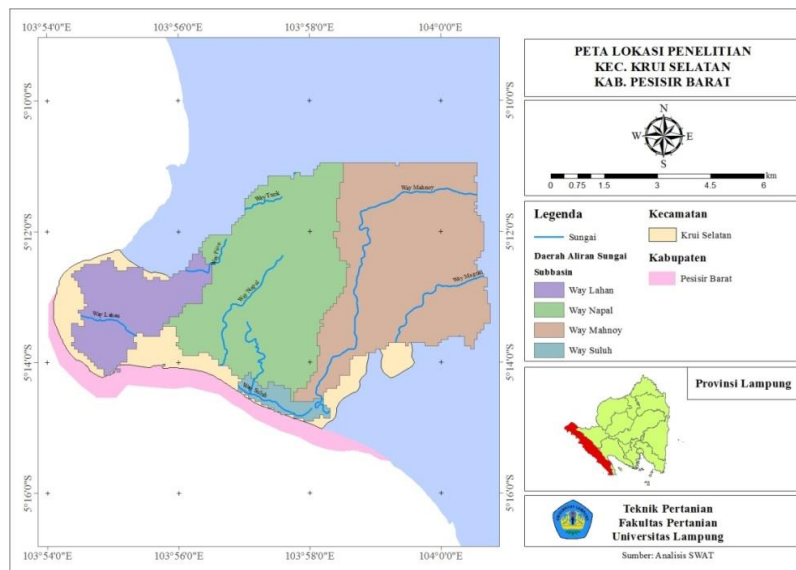 103°54'0"E
103°56'0"E
103°58'0"E
104°0'0"E
5°10'0"S
5°12'0"S
5°14'0"S
5°16'0"S
5°10'0"S
5°12'0"S
5°14'0"S
5°16'0"S
Way Mahnoy
Way Napal
Way Lahan
Way Suluh
103°54'0"E
103°56'0"E
103°58'0"E
104°0'0"E
PETA LOKASI PENELITIAN
KEC. KRUI SELATAN
KAB. PESISIR BARAT
N
W
E
S
0 0.75 1.5 3 4.5 6
km
Legenda
Sungai
Daerah Aliran Sungai
Subbasin
Way Lahan
Way Napal
Way Mahnoy
Way Suluh
Kecamatan
Krui Selatan
Kabupaten
Pesisir Barat
Provinsi Lampung
Teknik Pertanian
Fakultas Pertanian
Universitas Lampung
Sumber: Analisis SWAT